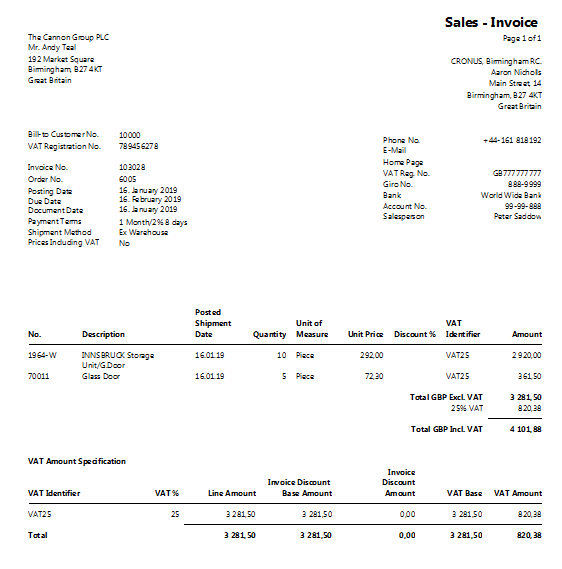 Sales - Invoice
Page 1 of 1
The Cannon Group PLC
Mr. Andy Teal
192 Market Square
Birmingham, B27 4KT
Great Britain
CRONUS, Birmingham RC.
Aaron Nicholls
Main Street, 14
Birmingham, B27 4KT
Great Britain
Bill-to Customer No. 10000
VAT Registration No. 789456278
Invoice No. 103028
Order No. 6005
Posting Date 16. January 2019
Due Date 16. February 2019
Document Date 16. January 2019
Payment Terms 1 Month/2% 8 days
Shipment Method Ex Warehouse
Prices Including VAT No
Phone No. +44-161 818192
E-Mail
Home Page
VAT Reg. No. GB777777777
Giro No. 888-9999
Bank World Wide Bank
Account No. 99-99-888
Salesperson Peter Saddow
Posted
Shipment Unit of VAT
No. Description Date Quantity Measure Unit Price Discount % Identifier Amount
1964-W INNSBRUCK Storage 16.01.19 10 Piece 292,00 VAT25 2 920,00
Unit/G.Door
70011 Glass Door 16.01.19 5 Piece 72,30 VAT25 361,50
Total GBP Excl. VAT 3 281,50
25% VAT 820,38
Total GBP Incl. VAT 4 101,88
VAT Amount Specification
Invoice
Invoice Discount Discount
VAT Identifier VAT % Line Amount Base Amount Amount VAT Base VAT Amount
VAT25 25 3 281,50 3 281,50 0,00 3 281,50 820,38
Total 3 281,50 3 281,50 0,00 3 281,50 820,38